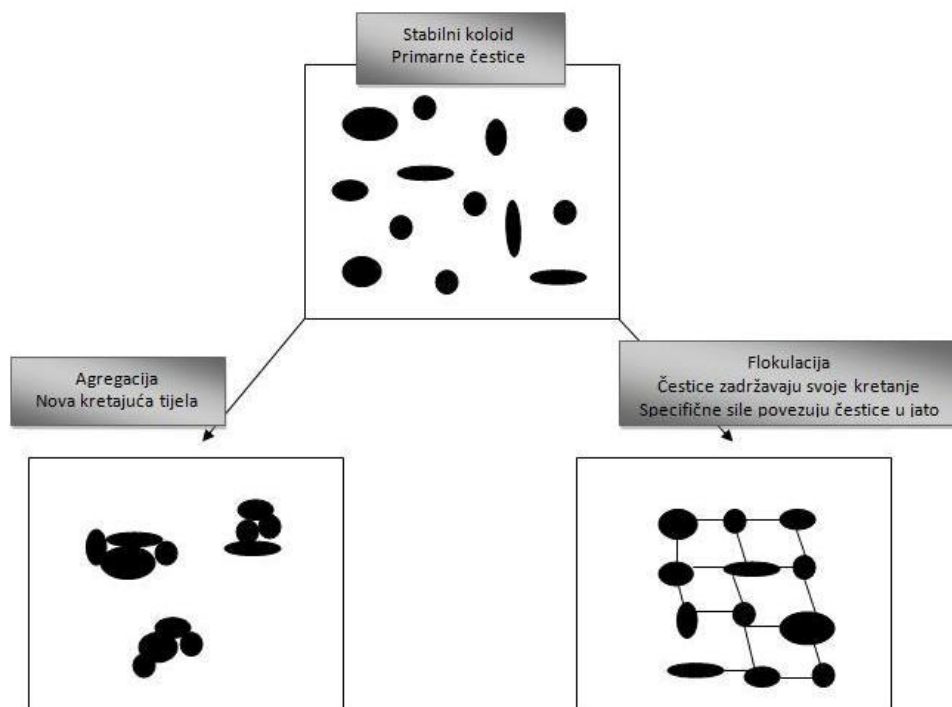 Stabilni koloid
Primarne čestice
Agregacija
Nova kretajuća tijela
Flokulacija
Čestice zadržavaju svoje kretanje
Specifične sile povezuju čestice u jato